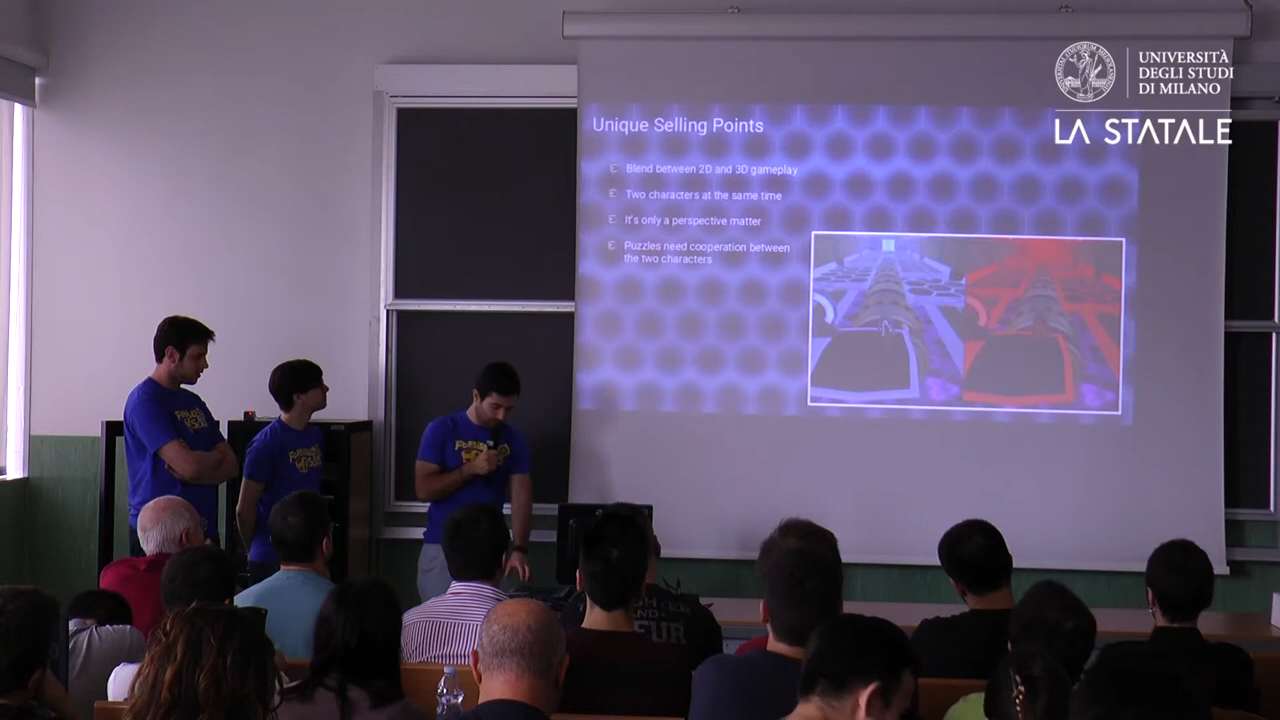 UNIVERSITÀ
DEGLI STUDI
DI MILANO
LA STATALE
Unique Selling Points
Blend between 2D and 3D gameplay
Two characters at the same time
It's only a perspective matter
Puzzles need cooperation between
the two characters